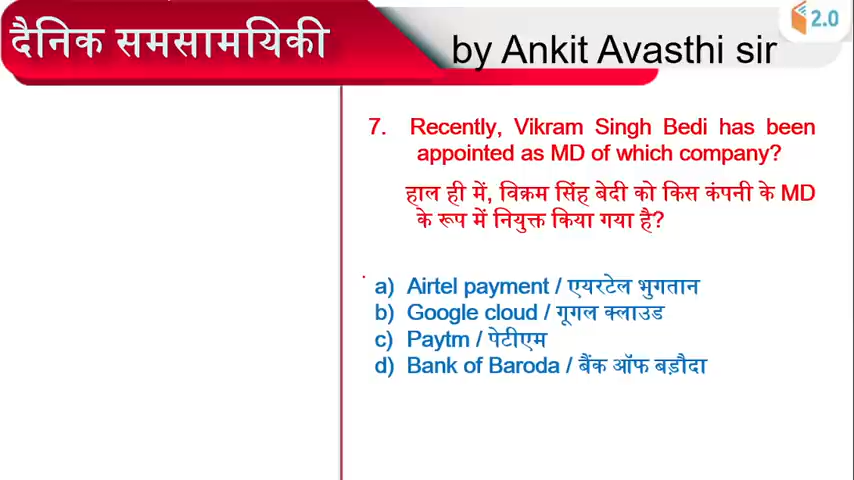 दैनिक समसामयिकी
by Ankit Avasthi sir
2.0
7. Recently, Vikram Singh Bedi has been
appointed as MD of which company?
हाल ही में, विक्रम सिंह बेदी को किस कंपनी के MD
के रूप में नियुक्त किया गया है?
a) Airtel payment / एयरटेल भुगतान
b) Google cloud / गूगल क्लाउड
c) Paytm / पेटीएम
d) Bank of Baroda / बैंक ऑफ बड़ौदा